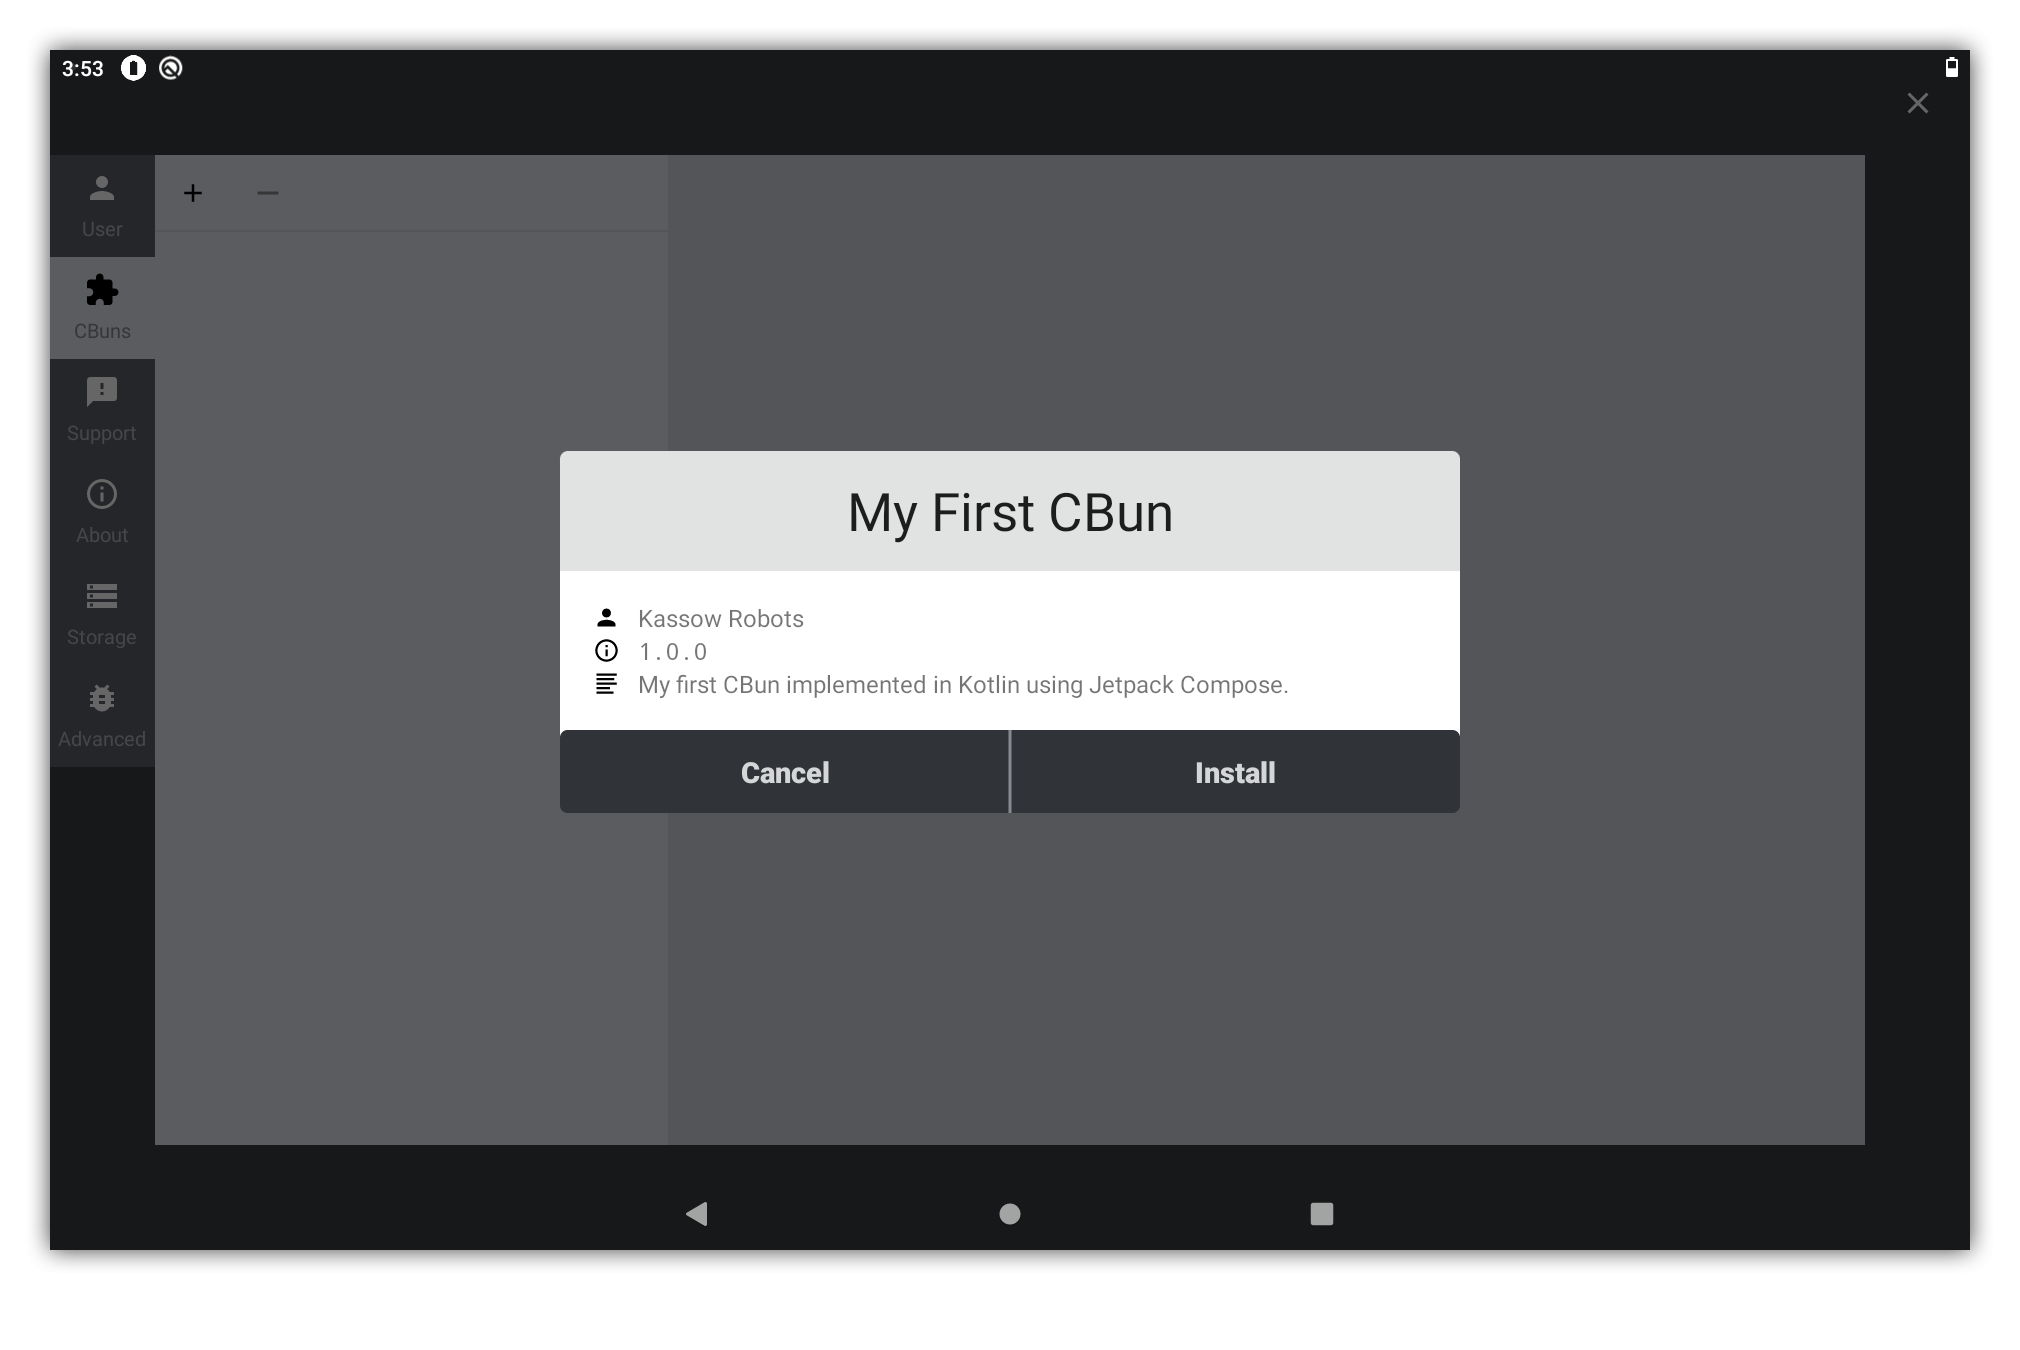 3:53
User
CBuns
Support
About
Storage
Advanced
My First CBun
Kassow Robots
1.0.0
My first CBun implemented in Kotlin using Jetpack Compose.
Cancel
Install